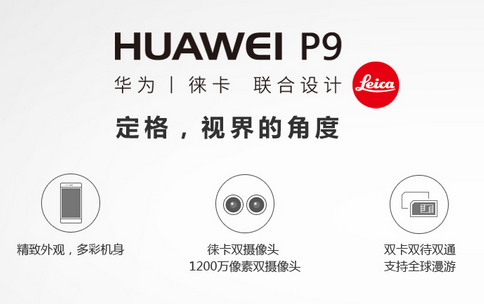 HUAWEI P9
华为 | 徕卡 联合设计
Leica
定格，视界的角度
精致外观，多彩机身
徕卡双摄像头
1200万像素双摄像头
双卡双待双通
支持全球漫游